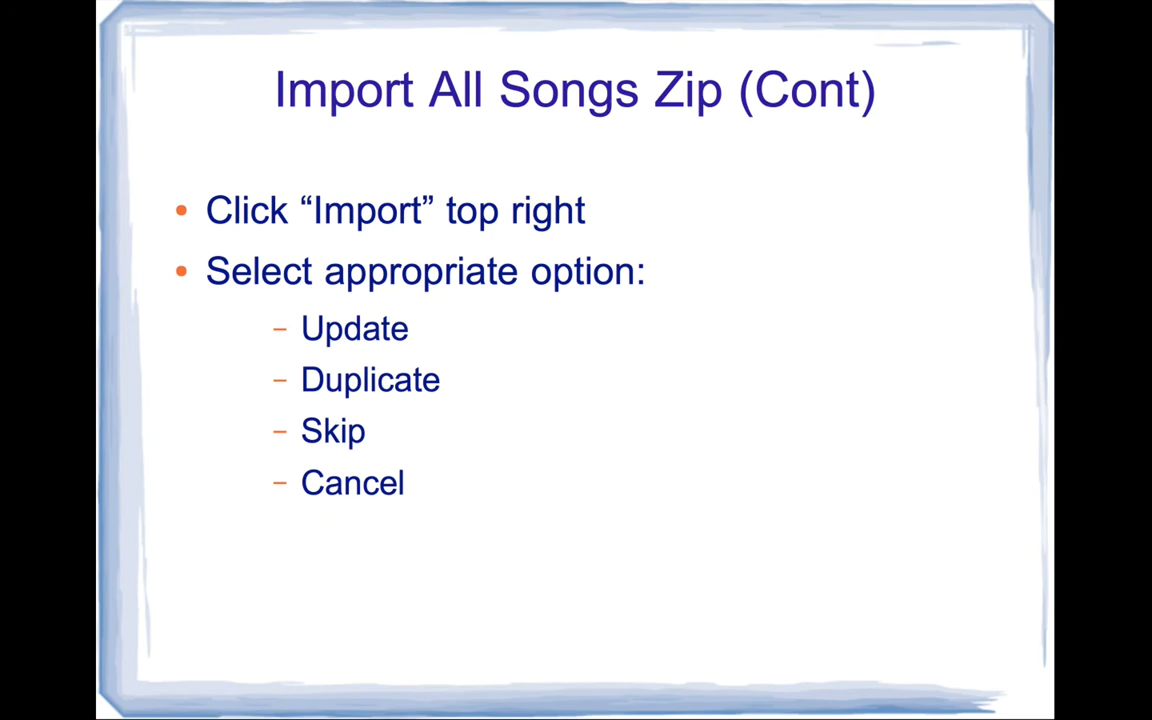 Import All Songs Zip (Cont)
• Click “Import” top right
• Select appropriate option:
– Update
– Duplicate
– Skip
– Cancel